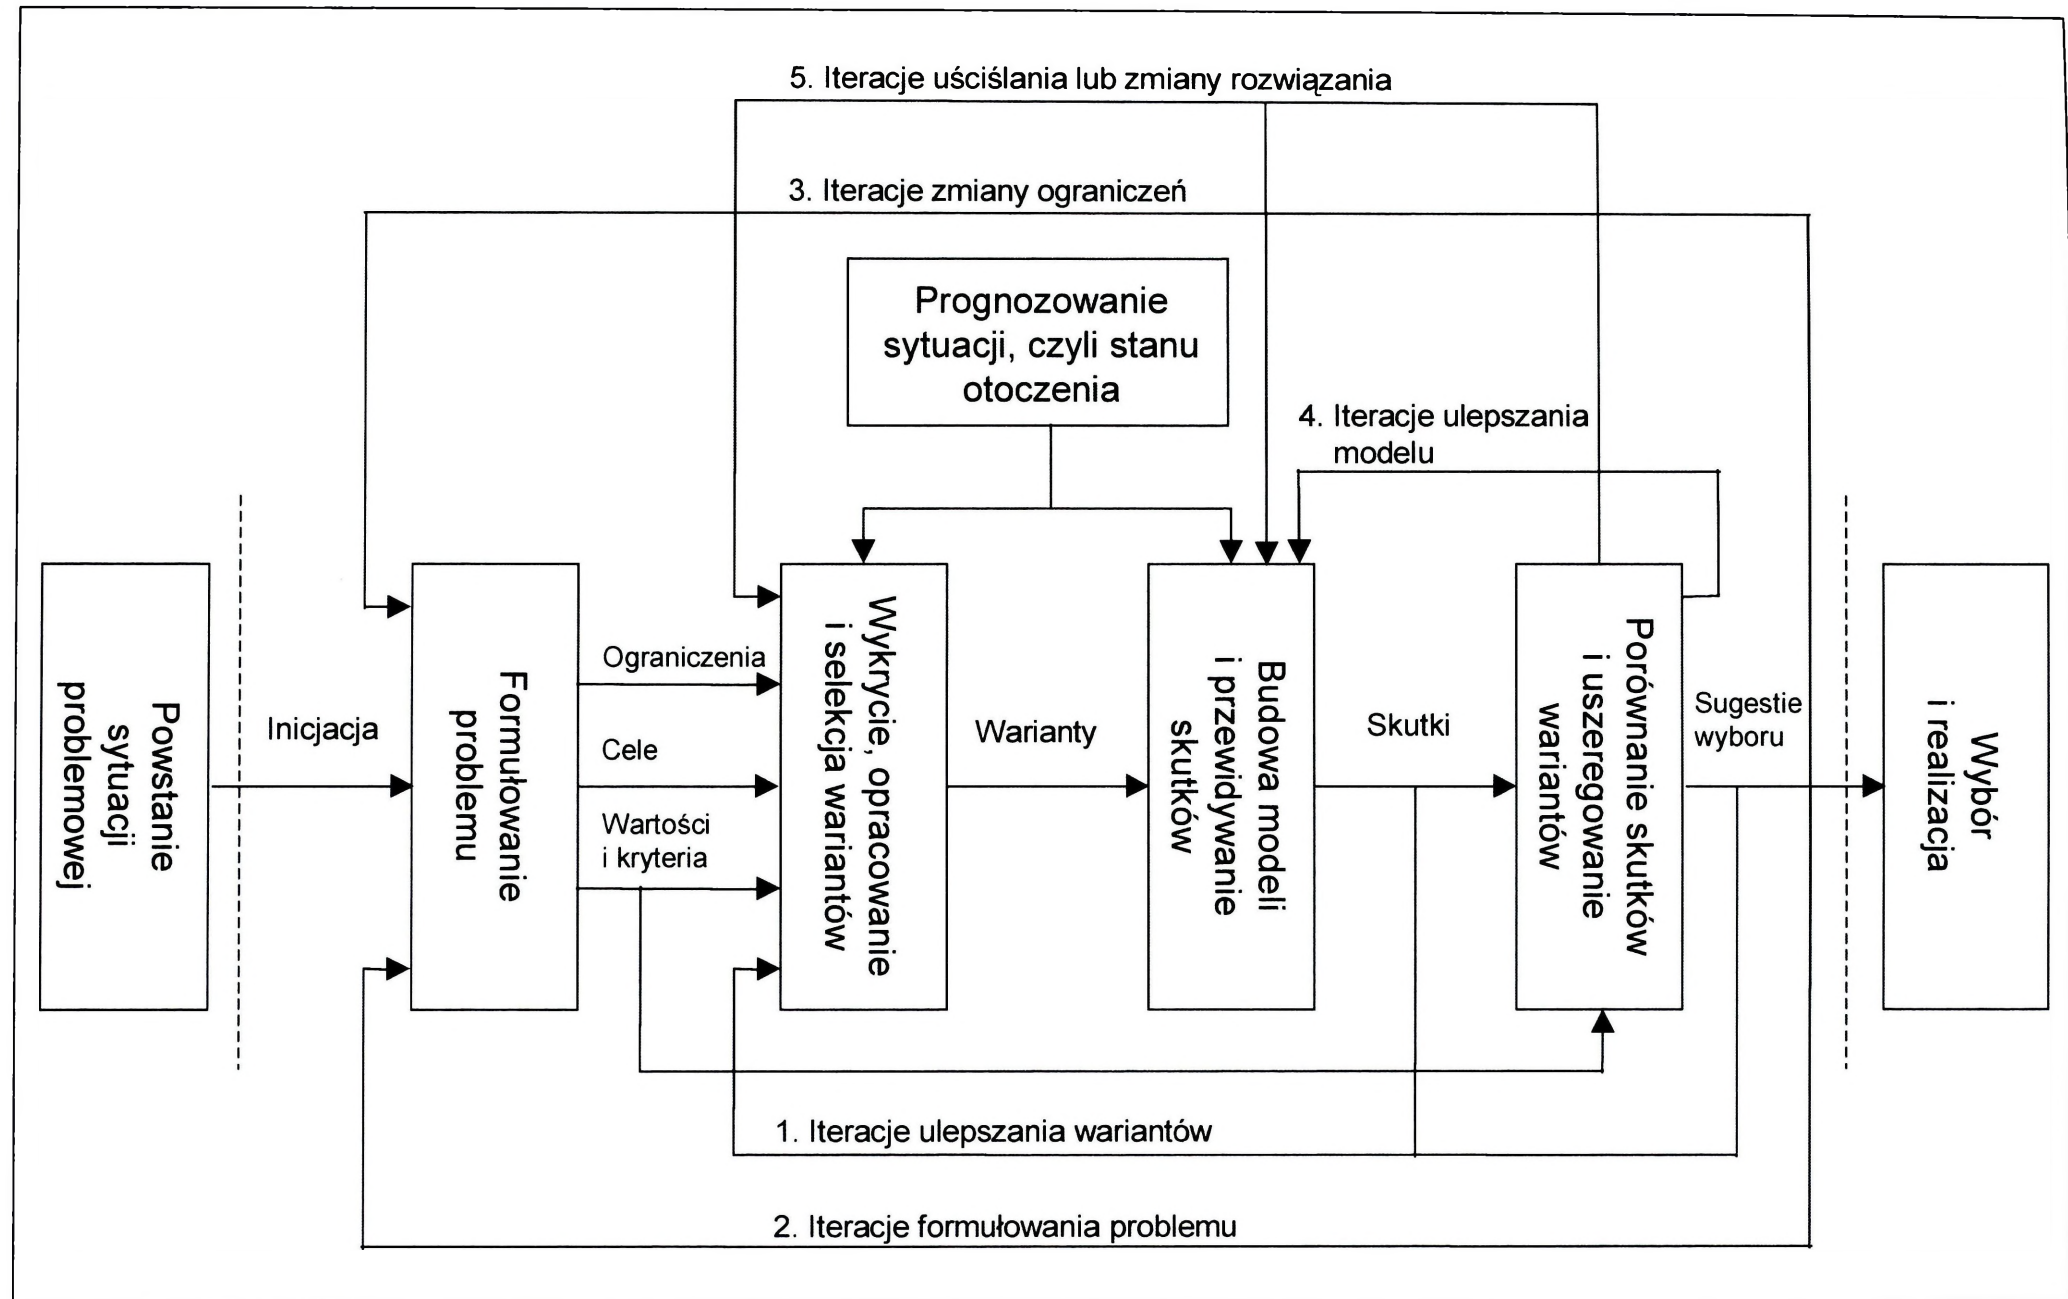 5. Iteracje uściślania lub zmiany rozwiązania
3. Iteracje zmiany ograniczeń
Prognozowanie
sytuacji, czyli stanu
otoczenia
4. Iteracje ulepszania
modelu
Powstanie
sytuacji
problemowej
Inicjacja
Formułowanie
problemu
Ograniczenia
Cele
Wartości
i kryteria
Wykrycie, opracowanie
i selekcja wariantów
Warianty
Budowa modeli
i przewidywanie
skutków
Skutki
Porównanie skutków
i uszeregowanie
wariantów
Sugestie
wyboru
Wybór
i realizacja
1. Iteracje ulepszania wariantów
2. Iteracje formułowania problemu